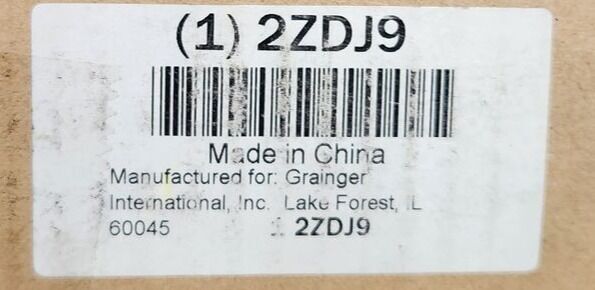 (1) 2ZDJ9
Made in China
Manufactured for: Grainger
International, Inc. Lake Forest, IL
60045 2ZDJ9